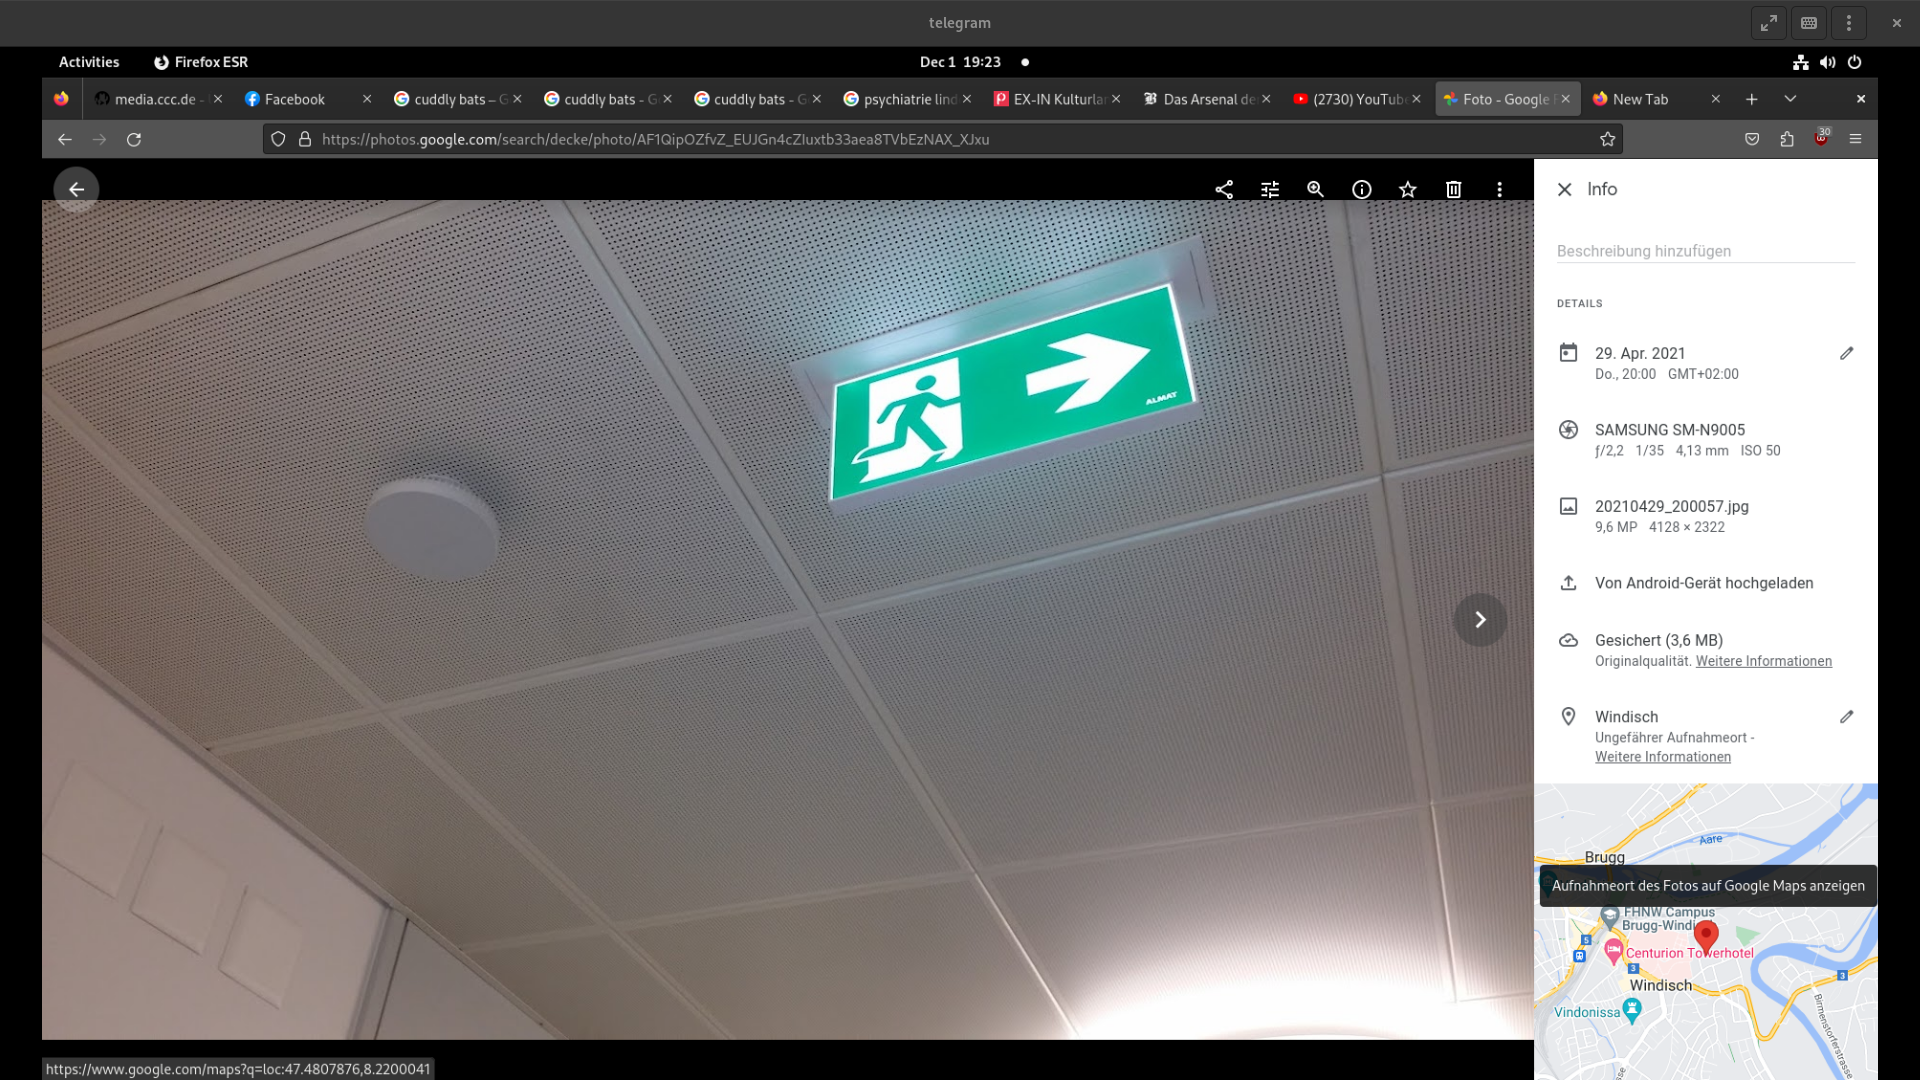 telegram
Activities
Firefox ESR
Dec 1 19:23
media.ccc.de -
Facebook
cuddly bats – G
cuddly bats - G
cuddly bats - G
psychiatrie lind
EX-IN Kulturla
Das Arsenal de
(2730) YouTube
Foto - Google F
New Tab
https://photos.google.com/search/decke/photo/AF1QipOZfvZ_EUJGn4cZIuxtb33aea8TVbEzNAX_XJxu
30
Info
Beschreibung hinzufügen
DETAILS
29. Apr. 2021
Do., 20:00 GMT+02:00
SAMSUNG SM-N9005
ƒ/2,2 1/35 4,13 mm ISO 50
20210429_200057.jpg
9,6 MP 4128 × 2322
Von Android-Gerät hochgeladen
Gesichert (3,6 MB)
Originalqualität. Weitere Informationen
Windisch
Ungefährer Aufnahmeort -
Weitere Informationen
ALMAT
Aare
Brugg
Aufnahmeort des Fotos auf Google Maps anzeigen
FHNW Campus
Brugg-Windi
5
Centurion Towerhotel
3
3
Windisch
Vindonissa
Birmenstorferstrasse
https://www.google.com/maps?q=loc:47.4807876,8.2200041